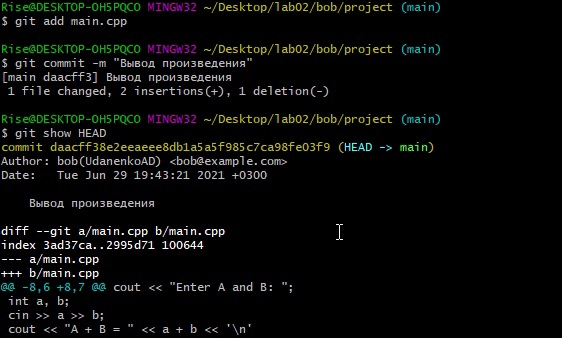 Rise@DESKTOP-OH5PQCO MINGW32 ~/Desktop/lab02/bob/project (main)
$ git add main.cpp
Rise@DESKTOP-OH5PQCO MINGW32 ~/Desktop/lab02/bob/project (main)
$ git commit -m "Вывод произведения"
[main daacff3] Вывод произведения
 1 file changed, 2 insertions(+), 1 deletion(-)
Rise@DESKTOP-OH5PQCO MINGW32 ~/Desktop/lab02/bob/project (main)
$ git show HEAD
commit daacff38e2eeaeee8db1a5a5f985c7ca98fe03f9 (HEAD -> main)
Author: bob(UdanenkoAD) <bob@example.com>
Date:   Tue Jun 29 19:43:21 2021 +0300
    Вывод произведения
diff --git a/main.cpp b/main.cpp
index 3ad37ca..2995d71 100644
--- a/main.cpp
+++ b/main.cpp
@@ -8,6 +8,7 @@ cout << "Enter A and B: ";
 int a, b;
 cin >> a >> b;
 cout << "A + B = " << a + b << '\n'